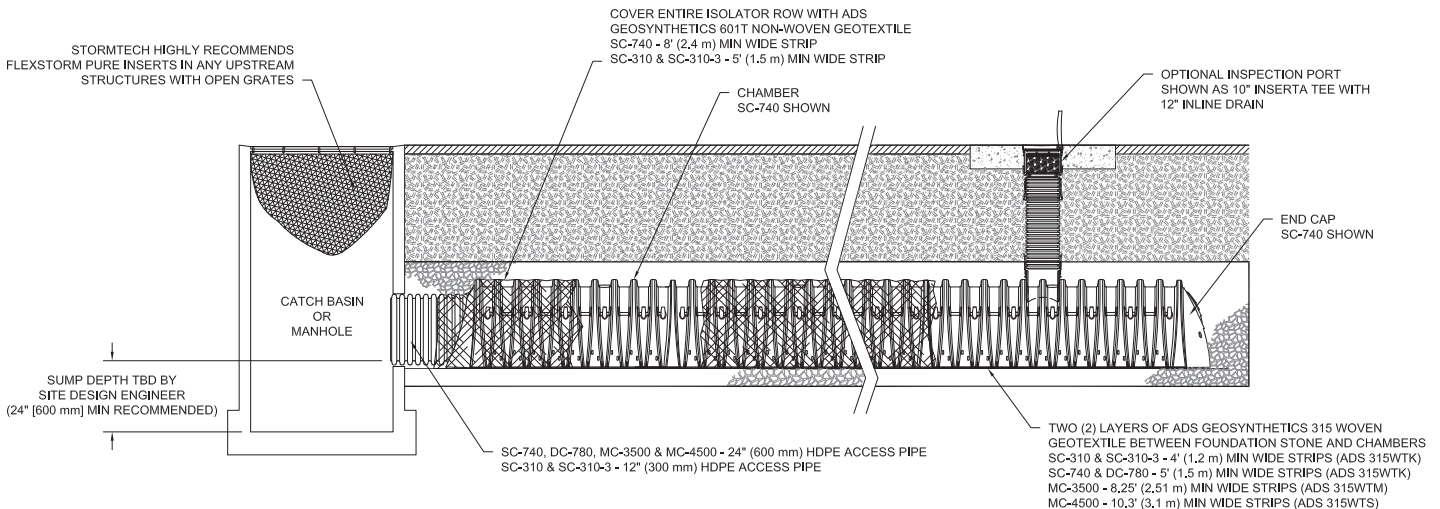 COVER ENTIRE ISOLATOR ROW WITH ADS
GEOSYNTHETICS 601T NON-WOVEN GEOTEXTILE
SC-740 - 8' (2.4 m) MIN WIDE STRIP
SC-310 & SC-310-3 - 5' (1.5 m) MIN WIDE STRIP
STORMTECH HIGHLY RECOMMENDS
FLEXSTORM PURE INSERTS IN ANY UPSTREAM
STRUCTURES WITH OPEN GRATES
CHAMBER
SC-740 SHOWN
OPTIONAL INSPECTION PORT
SHOWN AS 10" INSERTA TEE WITH
12" INLINE DRAIN
END CAP
SC-740 SHOWN
CATCH BASIN
OR
MANHOLE
SUMP DEPTH TBD BY
SITE DESIGN ENGINEER
(24" [600 mm] MIN RECOMMENDED)
SC-740, DC-780, MC-3500 & MC-4500 - 24" (600 mm) HDPE ACCESS PIPE
SC-310 & SC-310-3 - 12" (300 mm) HDPE ACCESS PIPE
TWO (2) LAYERS OF ADS GEOSYNTHETICS 315 WOVEN
GEOTEXTILE BETWEEN FOUNDATION STONE AND CHAMBERS
SC-310 & SC-310-3 - 4' (1.2 m) MIN WIDE STRIPS (ADS 315WTK)
SC-740 & DC-780 - 5' (1.5 m) MIN WIDE STRIPS (ADS 315WTK)
MC-3500 - 8.25' (2.51 m) MIN WIDE STRIPS (ADS 315WTM)
MC-4500 - 10.3' (3.1 m) MIN WIDE STRIPS (ADS 315WTS)